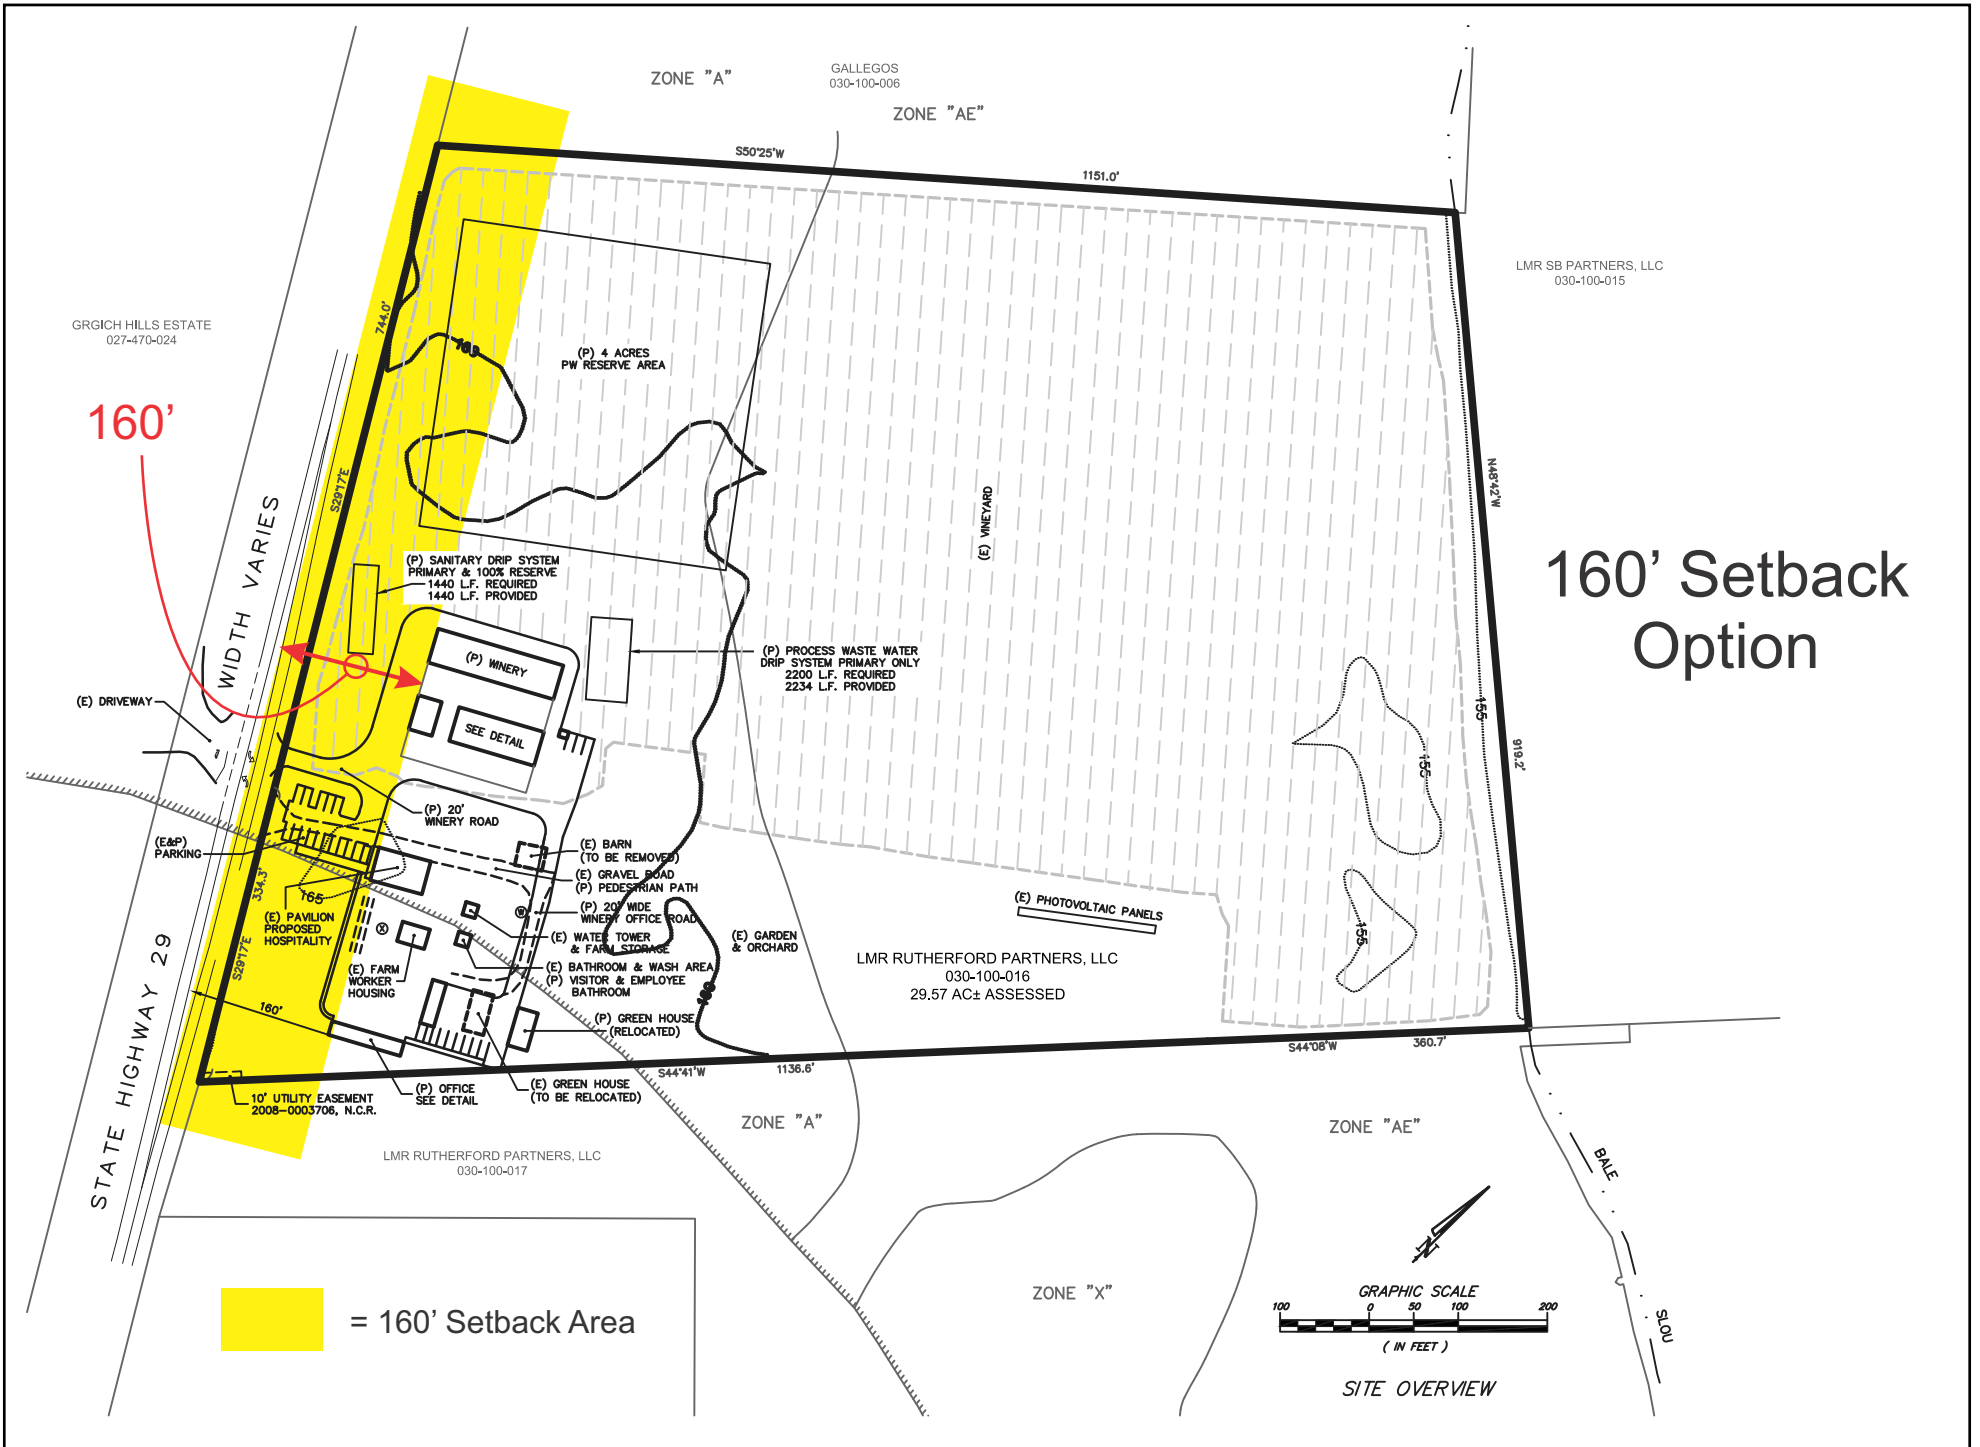 ZONE "A"
GALLEGOS
030-100-006
ZONE "AE"
S50°25'W
1151.0'
LMR SB PARTNERS, LLC
030-100-015
GRGICH HILLS ESTATE
027-470-024
744.0'
163
(P) 4 ACRES
PW RESERVE AREA
160’
S29°17'E
N48°42'W
(E) VINEYARD
WIDTH VARIES
(P) SANITARY DRIP SYSTEM
PRIMARY & 100% RESERVE
1440 L.F. REQUIRED
1440 L.F. PROVIDED
160’ Setback
Option
(P) WINERY
(P) PROCESS WASTE WATER
DRIP SYSTEM PRIMARY ONLY
2200 L.F. REQUIRED
2234 L.F. PROVIDED
(E) DRIVEWAY
SEE DETAIL
155
919.2'
155
(P) 20'
WINERY ROAD
(E&P)
PARKING
(E) BARN
(TO BE REMOVED)
(E) GRAVEL ROAD
(P) PEDESTRIAN PATH
334.3'
165
(E) PAVILION
PROPOSED
HOSPITALITY
W
X
(P) 20' WIDE
WINERY OFFICE ROAD
(E) PHOTOVOLTAIC PANELS
(E) WATER TOWER
& FARM STORAGE
(E) GARDEN
& ORCHARD
155
S29°17'E
STATE HIGHWAY 29
(E) FARM
WORKER
HOUSING
(E) BATHROOM & WASH AREA
(P) VISITOR & EMPLOYEE
BATHROOM
LMR RUTHERFORD PARTNERS, LLC
030-100-016
29.57 AC± ASSESSED
160
160'
(P) GREEN HOUSE
(RELOCATED)
S44°41'W
1136.6'
S44°08'W
360.7'
10' UTILITY EASEMENT
2008-0003706, N.C.R.
(P) OFFICE
SEE DETAIL
(E) GREEN HOUSE
(TO BE RELOCATED)
ZONE "A"
ZONE "AE"
LMR RUTHERFORD PARTNERS, LLC
030-100-017
BALE
SLOU
N
ZONE "X"
= 160’ Setback Area
GRAPHIC SCALE
100 0 50 100 200
( IN FEET )
SITE OVERVIEW